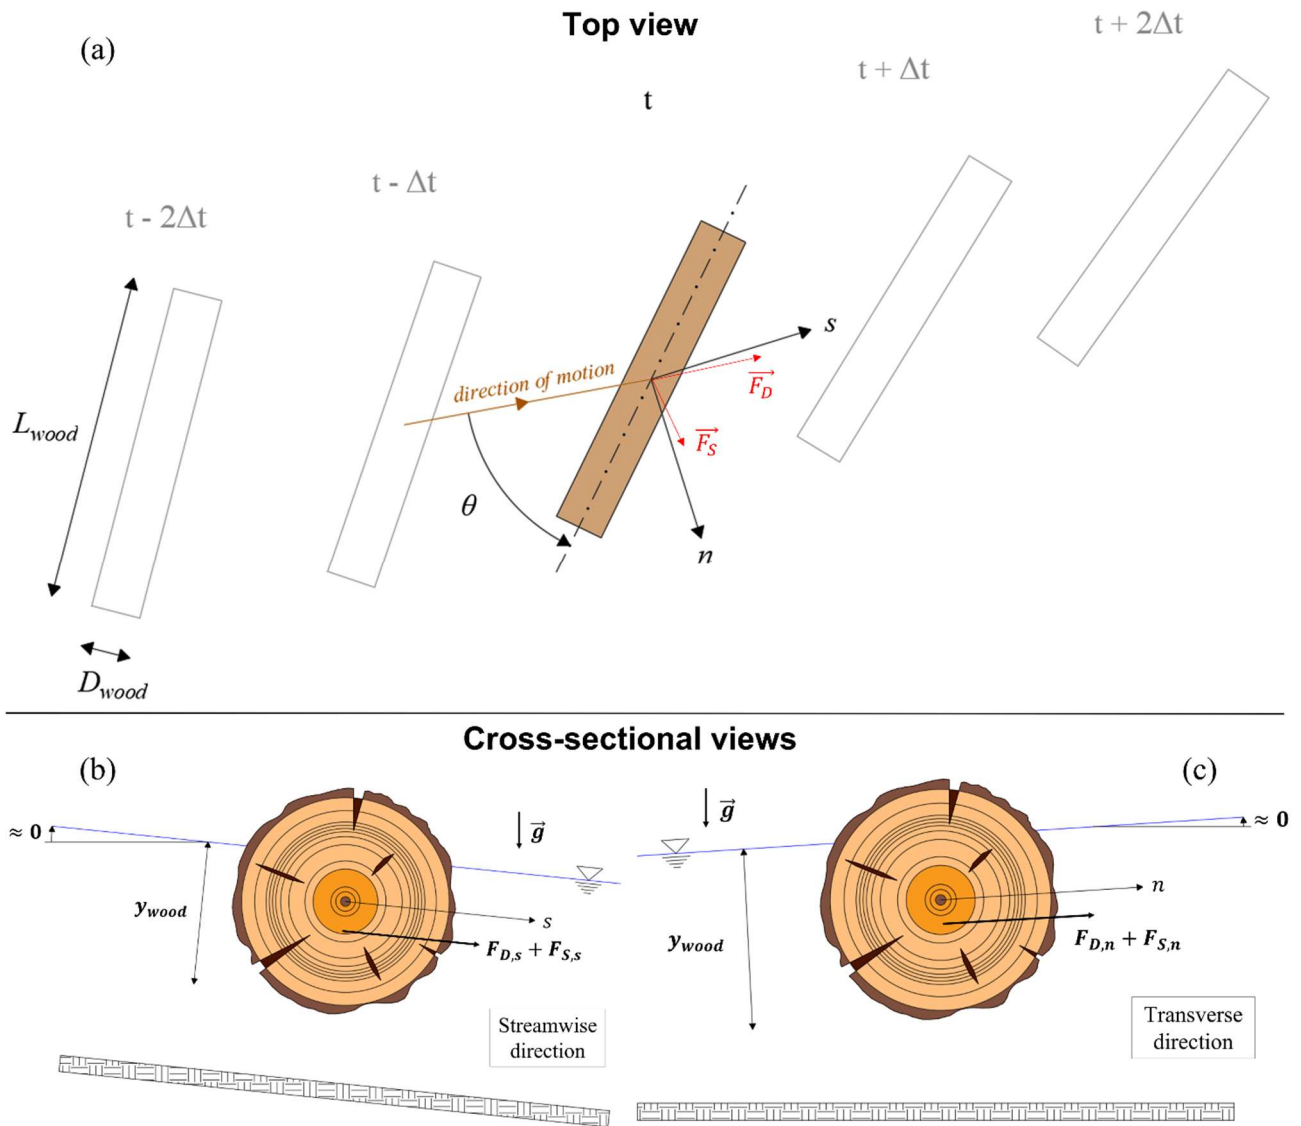 Top view
(a)
t + 2Δt
t + Δt
t
t - Δt
t - 2Δt
s
direction of motion
F_D
L_wood
F_S
θ
n
D_wood
Cross-sectional views
(b)
(c)
g
g
≈ 0
≈ 0
y_wood
s
n
F_D,s + F_S,s
F_D,n + F_S,n
y_wood
Streamwise
direction
Transverse
direction